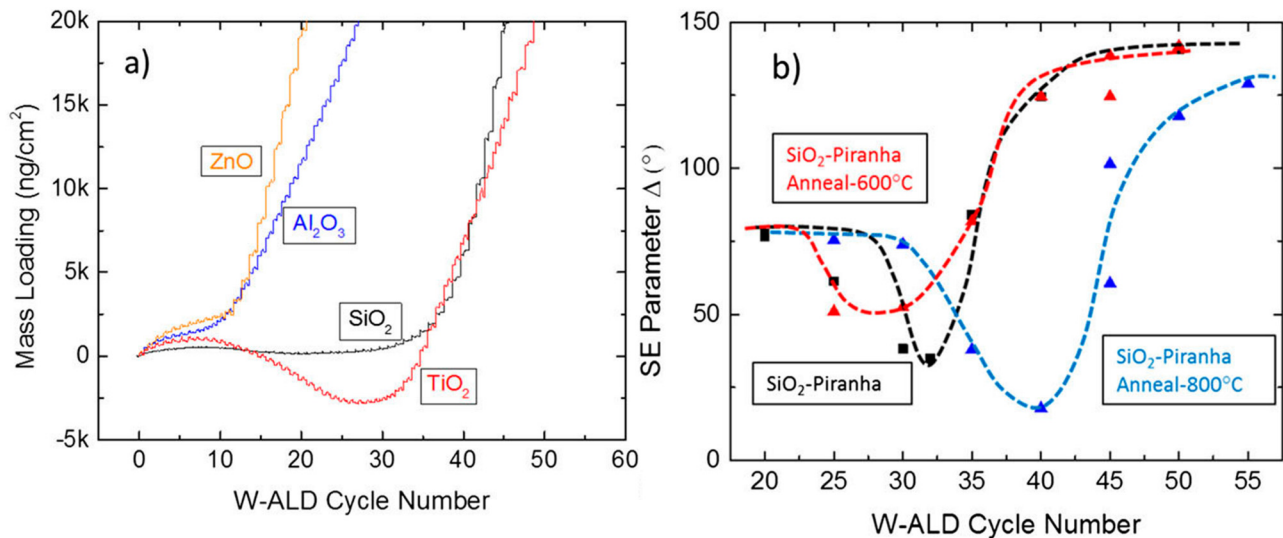 a)
20k
15k
10k
5k
0
-5k
Mass Loading (ng/cm²)
ZnO
Al₂O₃
SiO₂
TiO₂
0 10 20 30 40 50 60
W-ALD Cycle Number
b)
150
100
50
0
SE Parameter Δ (°)
SiO₂-Piranha
Anneal-600°C
SiO₂-Piranha
SiO₂-Piranha
Anneal-800°C
20 25 30 35 40 45 50 55
W-ALD Cycle Number